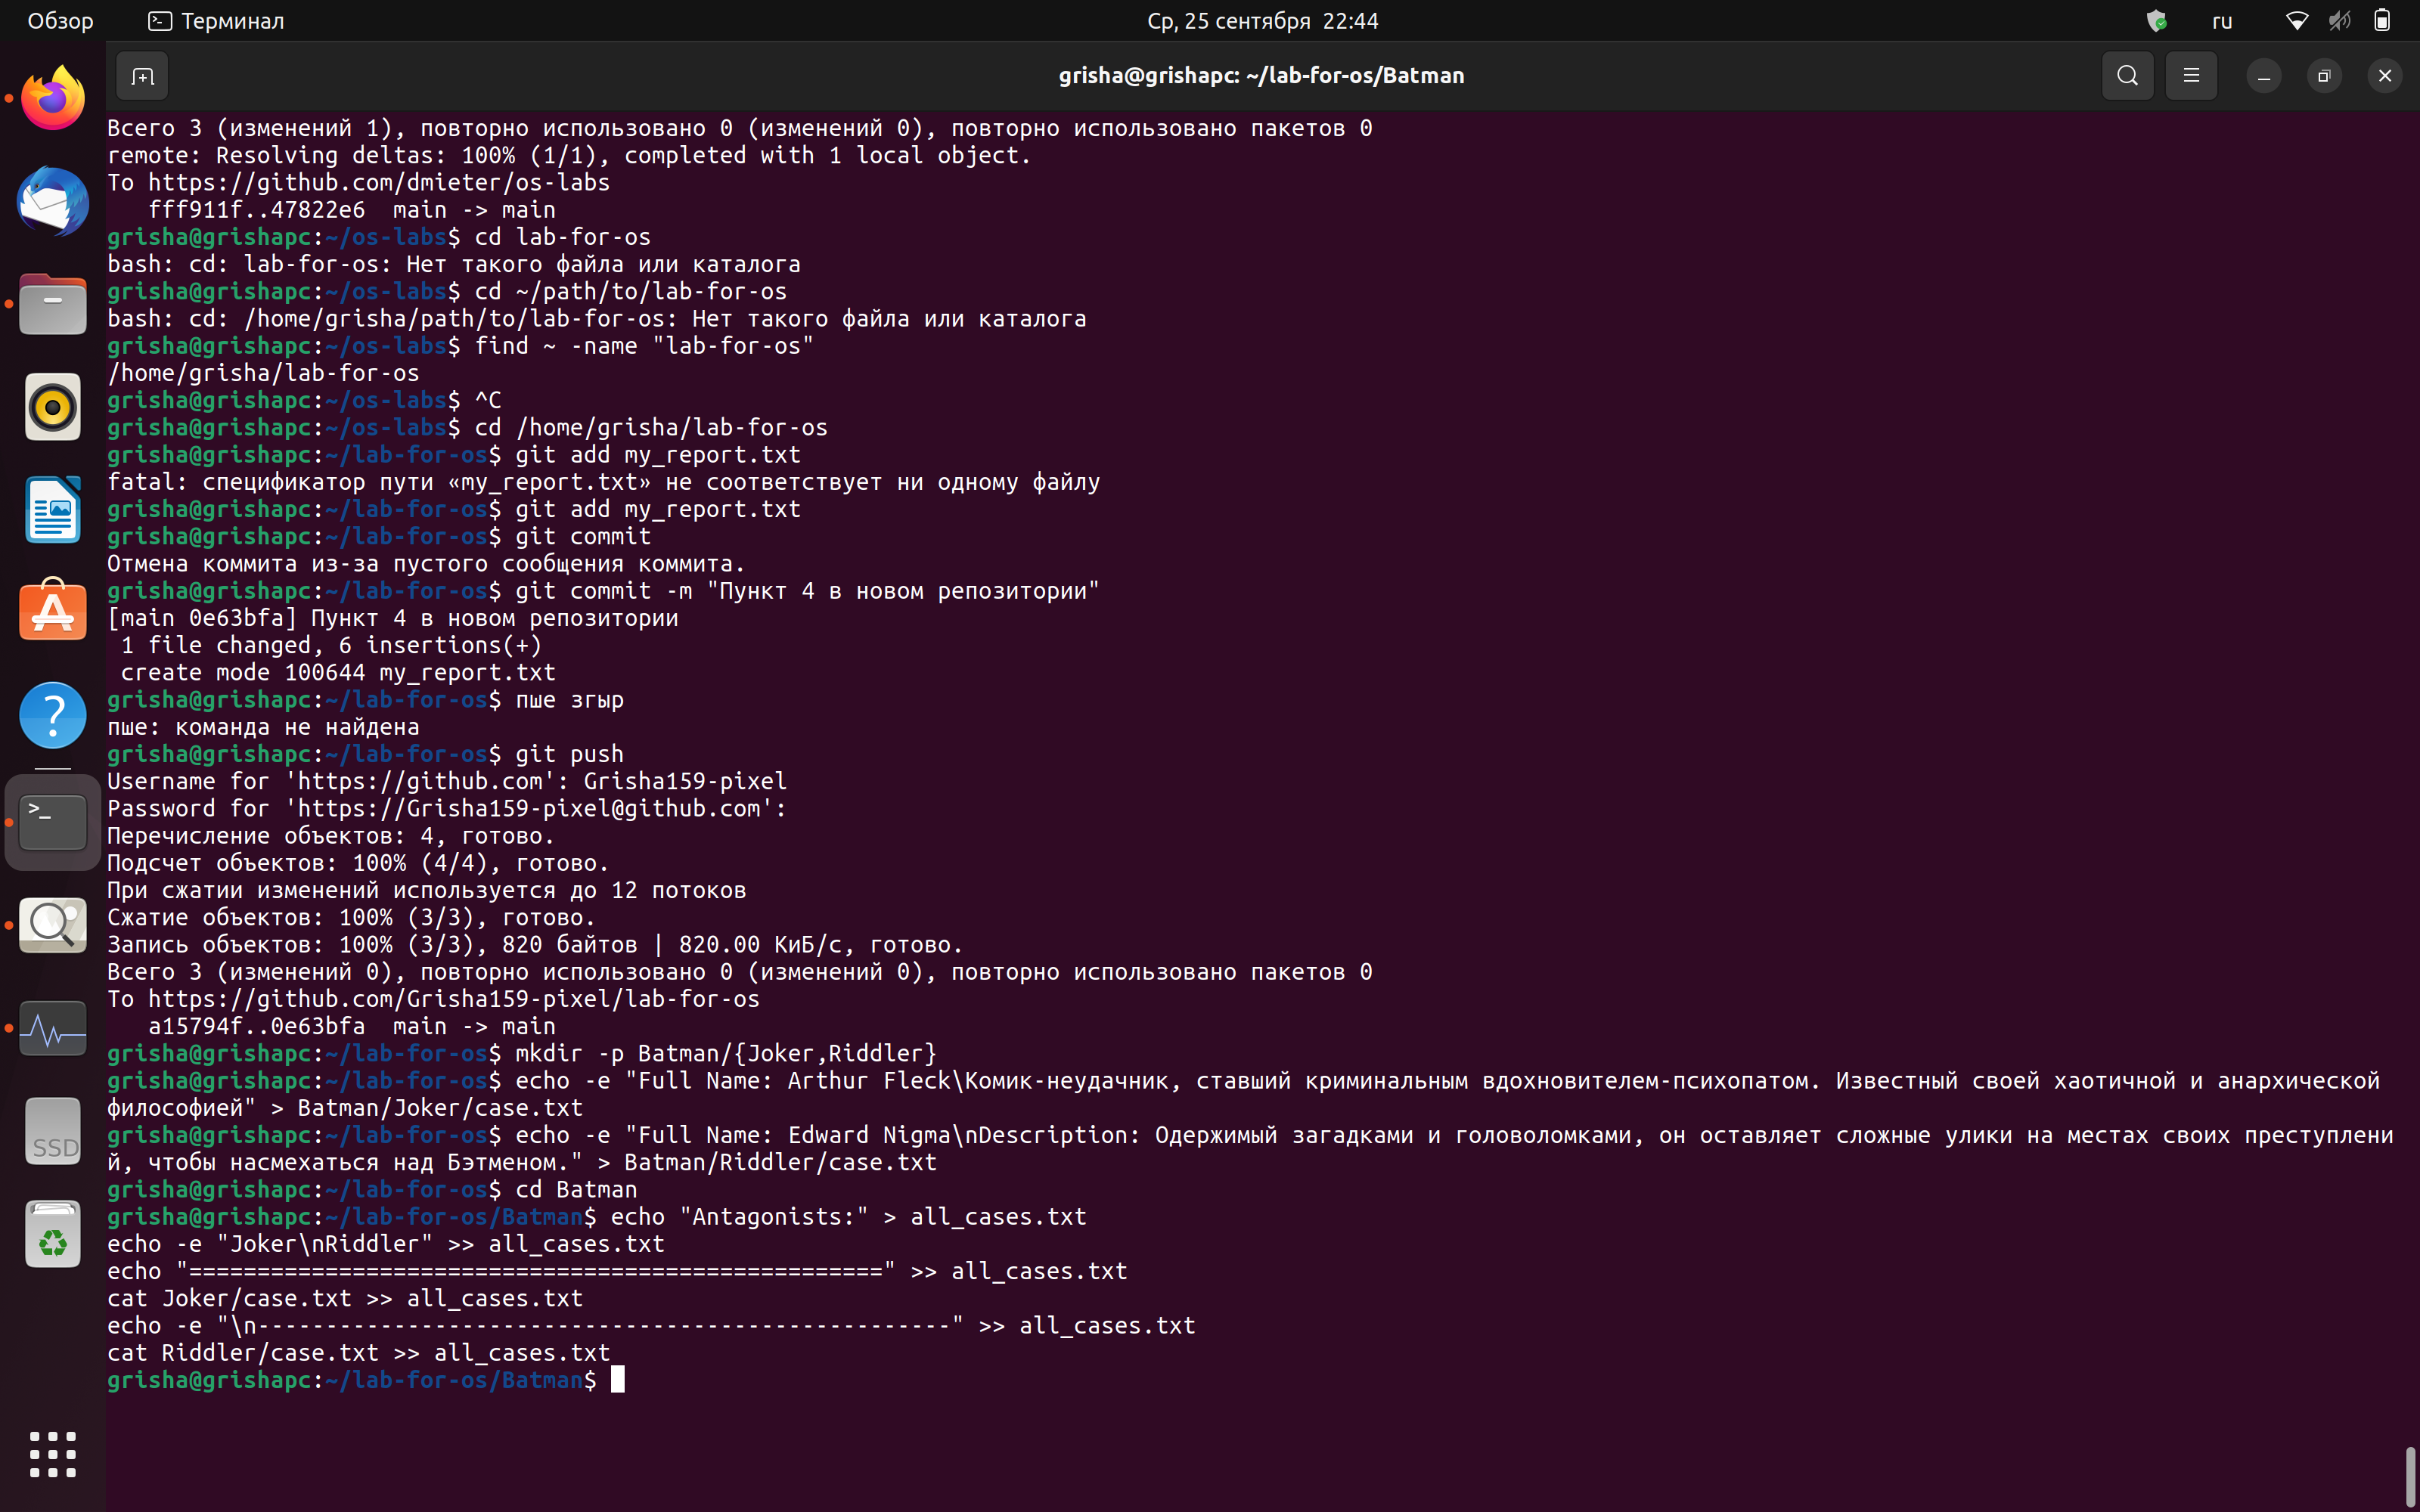 Обзор
Терминал
Ср, 25 сентября 22:44
ru
grisha@grishapc: ~/lab-for-os/Batman
Всего 3 (изменений 1), повторно использовано 0 (изменений 0), повторно использовано пакетов 0
remote: Resolving deltas: 100% (1/1), completed with 1 local object.
To https://github.com/dmieter/os-labs
   fff911f..47822e6  main -> main
grisha@grishapc:~/os-labs$ cd lab-for-os
bash: cd: lab-for-os: Нет такого файла или каталога
grisha@grishapc:~/os-labs$ cd ~/path/to/lab-for-os
bash: cd: /home/grisha/path/to/lab-for-os: Нет такого файла или каталога
grisha@grishapc:~/os-labs$ find ~ -name "lab-for-os"
/home/grisha/lab-for-os
grisha@grishapc:~/os-labs$ ^C
grisha@grishapc:~/os-labs$ cd /home/grisha/lab-for-os
grisha@grishapc:~/lab-for-os$ git add my_report.txt
fatal: спецификатор пути «my_report.txt» не соответствует ни одному файлу
grisha@grishapc:~/lab-for-os$ git add my_report.txt
grisha@grishapc:~/lab-for-os$ git commit
Отмена коммита из-за пустого сообщения коммита.
grisha@grishapc:~/lab-for-os$ git commit -m "Пункт 4 в новом репозитории"
[main 0e63bfa] Пункт 4 в новом репозитории
 1 file changed, 6 insertions(+)
 create mode 100644 my_report.txt
grisha@grishapc:~/lab-for-os$ пше згыр
пше: команда не найдена
grisha@grishapc:~/lab-for-os$ git push
Username for 'https://github.com': Grisha159-pixel
Password for 'https://Grisha159-pixel@github.com':
Перечисление объектов: 4, готово.
Подсчет объектов: 100% (4/4), готово.
При сжатии изменений используется до 12 потоков
Сжатие объектов: 100% (3/3), готово.
Запись объектов: 100% (3/3), 820 байтов | 820.00 КиБ/с, готово.
Всего 3 (изменений 0), повторно использовано 0 (изменений 0), повторно использовано пакетов 0
To https://github.com/Grisha159-pixel/lab-for-os
   a15794f..0e63bfa  main -> main
grisha@grishapc:~/lab-for-os$ mkdir -p Batman/{Joker,Riddler}
grisha@grishapc:~/lab-for-os$ echo -e "Full Name: Arthur Fleck\Комик-неудачник, ставший криминальным вдохновителем-психопатом. Известный своей хаотичной и анархической
философией" > Batman/Joker/case.txt
grisha@grishapc:~/lab-for-os$ echo -e "Full Name: Edward Nigma\nDescription: Одержимый загадками и головоломками, он оставляет сложные улики на местах своих преступлени
й, чтобы насмехаться над Бэтменом." > Batman/Riddler/case.txt
grisha@grishapc:~/lab-for-os$ cd Batman
grisha@grishapc:~/lab-for-os/Batman$ echo "Antagonists:" > all_cases.txt
echo -e "Joker\nRiddler" >> all_cases.txt
echo "===================================================" >> all_cases.txt
cat Joker/case.txt >> all_cases.txt
echo -e "\n---------------------------------------------------" >> all_cases.txt
cat Riddler/case.txt >> all_cases.txt
grisha@grishapc:~/lab-for-os/Batman$
SSD